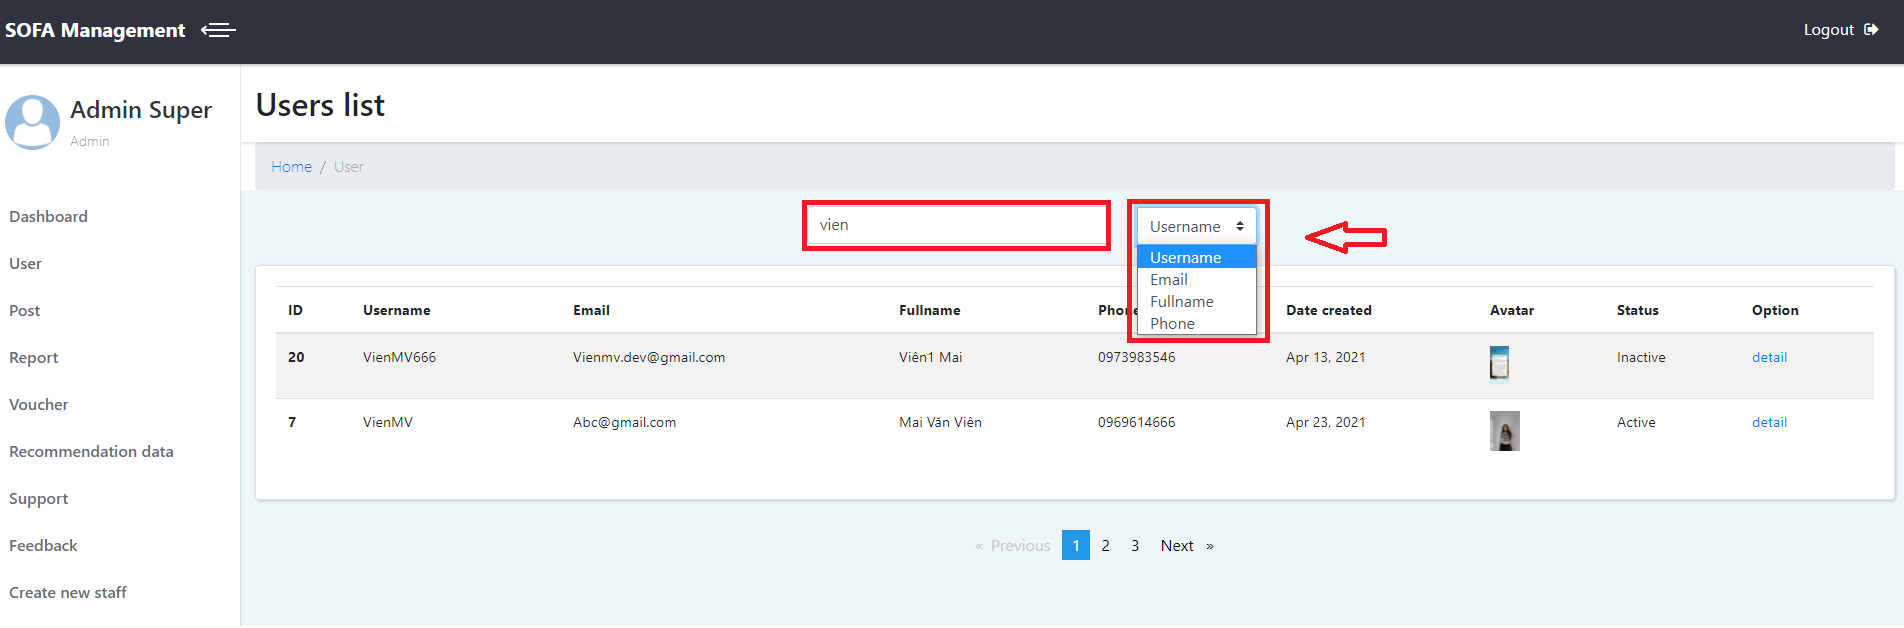 SOFA Management
Logout
Admin Super
Admin
Dashboard
User
Post
Report
Voucher
Recommendation data
Support
Feedback
Create new staff
Users list
Home / User
vien
Username
Username
Email
Fullname
Phone
ID Username Email Fullname Phone Date created Avatar Status Option
20 VienMV666 Vienmv.dev@gmail.com Viên1 Mai 0973983546 Apr 13, 2021 Inactive detail
7 VienMV Abc@gmail.com Mai Văn Viên 0969614666 Apr 23, 2021 Active detail
« Previous 1 2 3 Next »